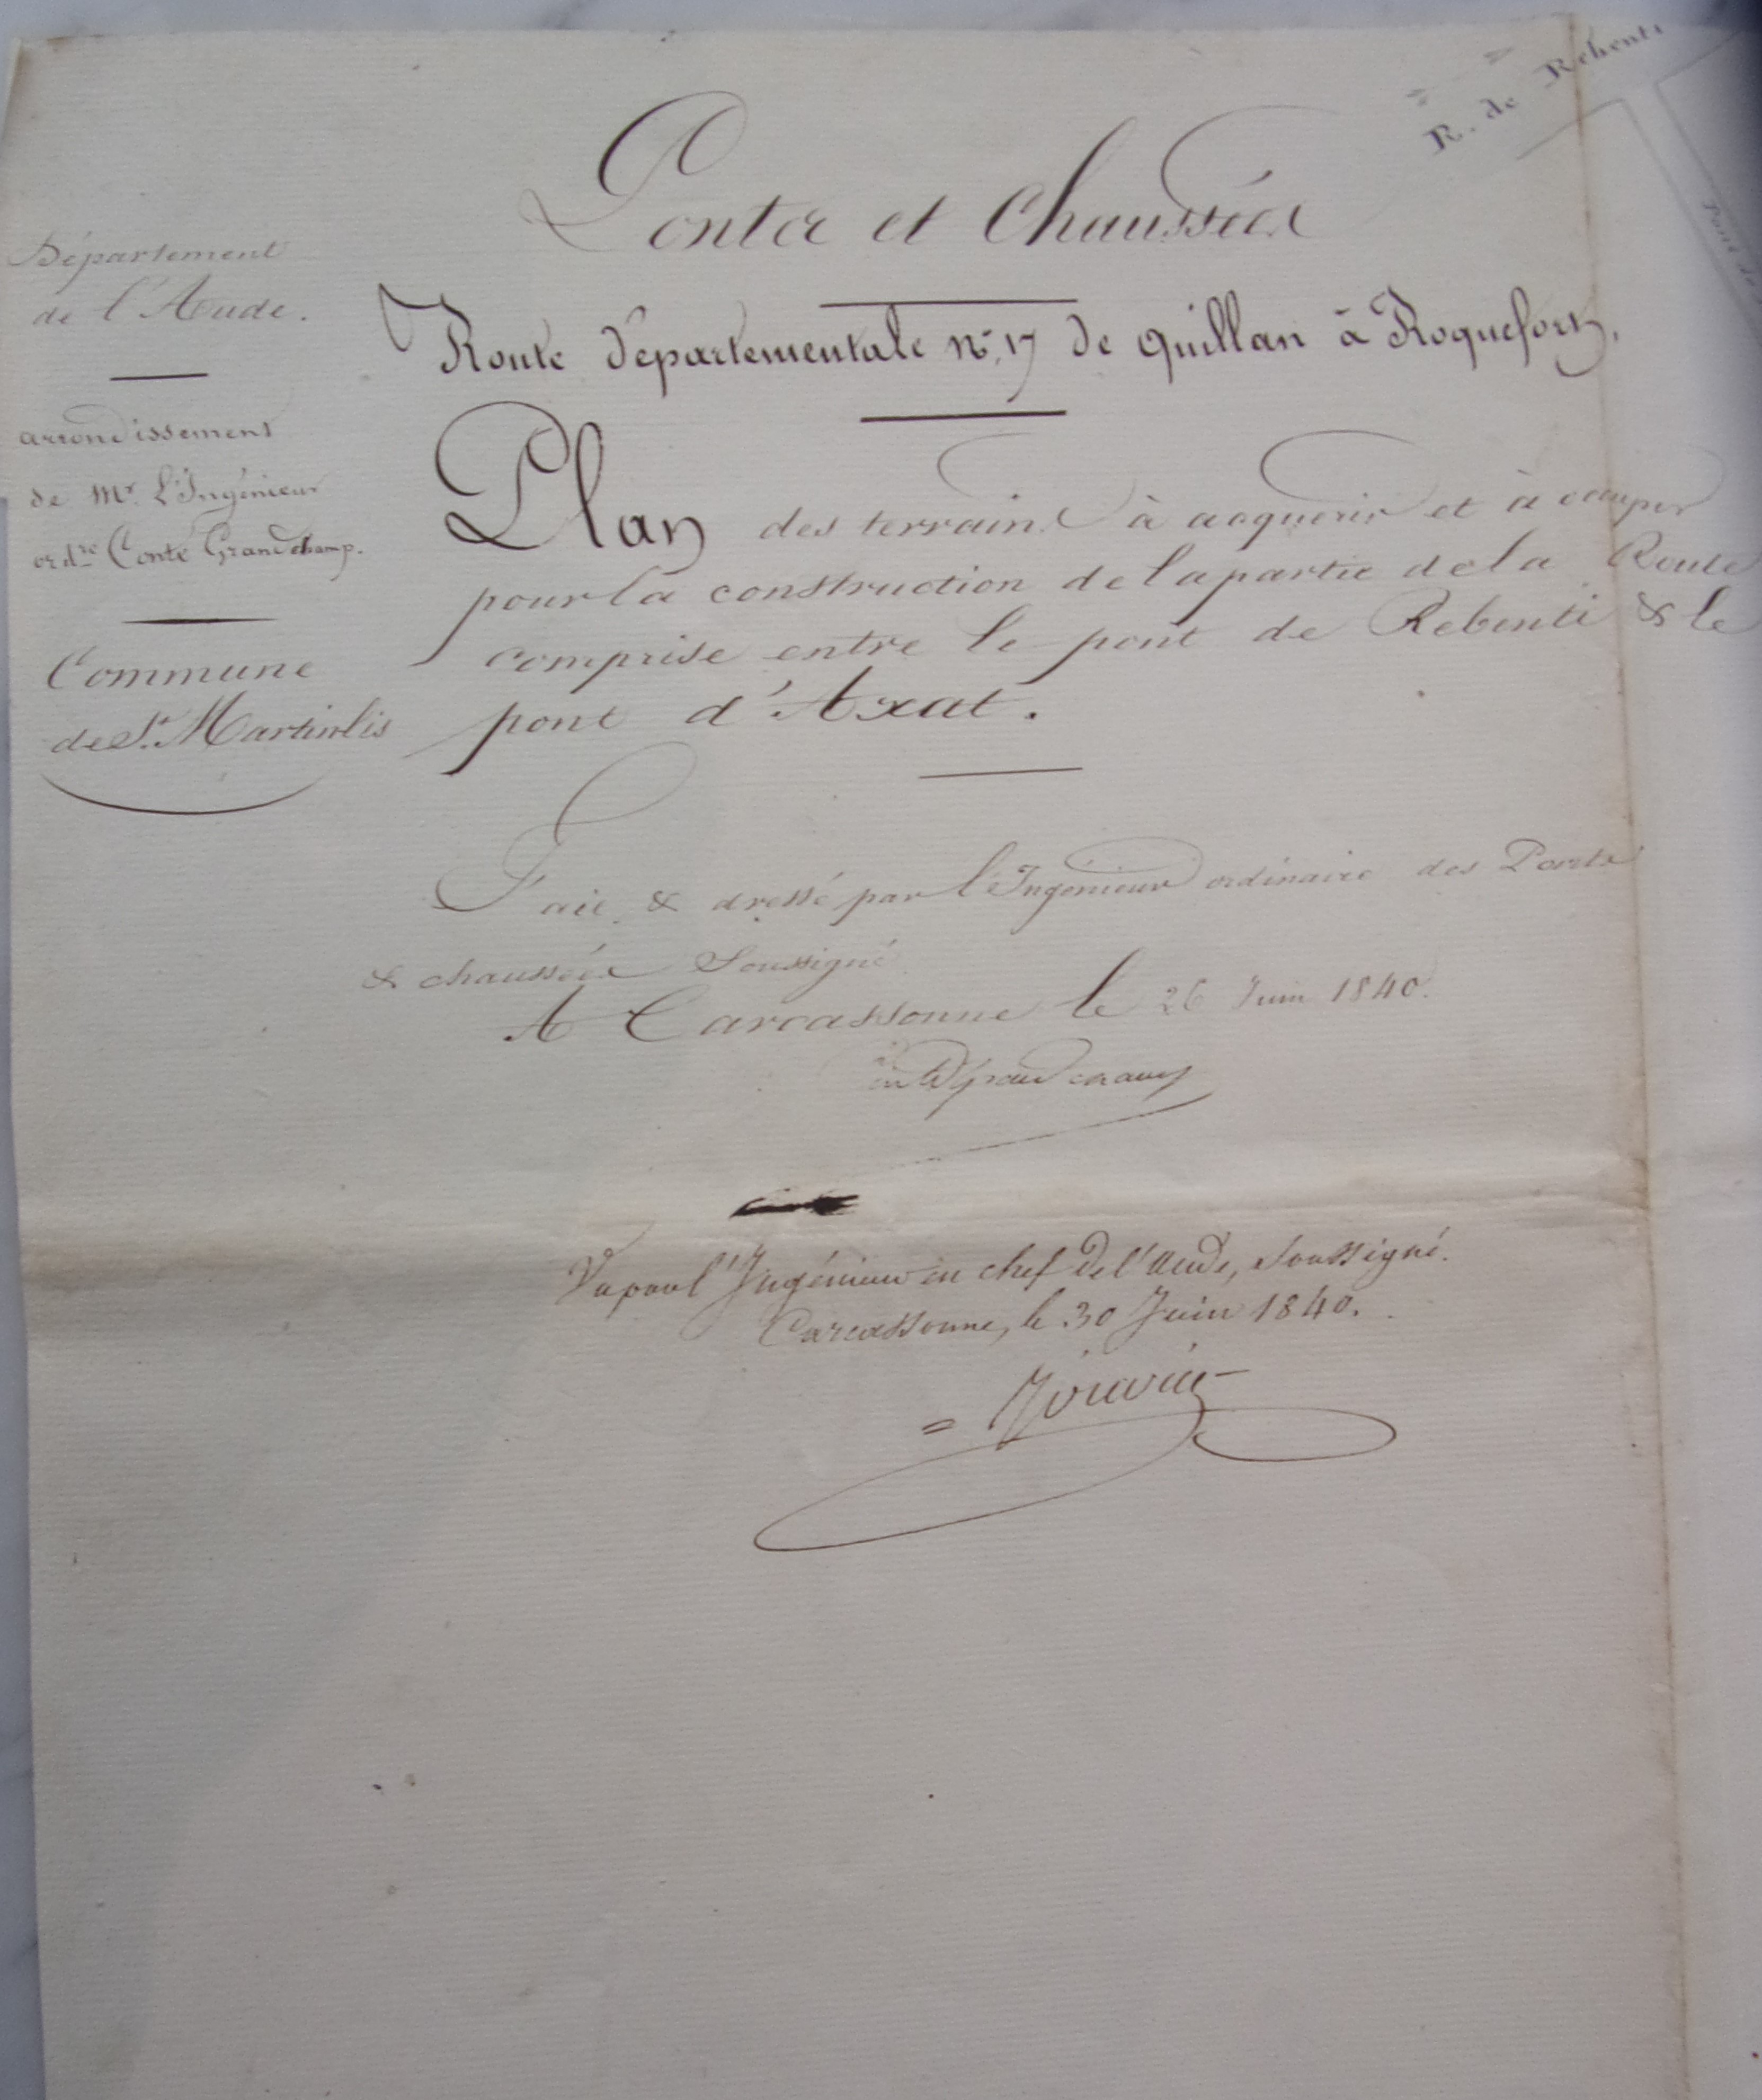 Ponts et Chaussées
Département
de l'Aude.
Route départementale N.° 17 de Quillan à Roquefort,
arrondissement
de Mr. L'Ingénieur
ord.re Conte Grandchamp.
Commune
de St. Martinlis
Plan des terrains à acquérir et à occuper
pour la construction de la partie de la Route
comprise entre le pont de Rebenti & le
pont d'Axat.
Fait & dressé par l'Ingénieur ordinaire des Ponts
& chaussées Soussigné
A Carcassonne le 26 Juin 1840.
Conte Grandchamp
Vu par l'Ingénieur en chef de l'Aude, Soussigné.
Carcassonne, le 30 Juin 1840.
R. de Rebenti
Pont de